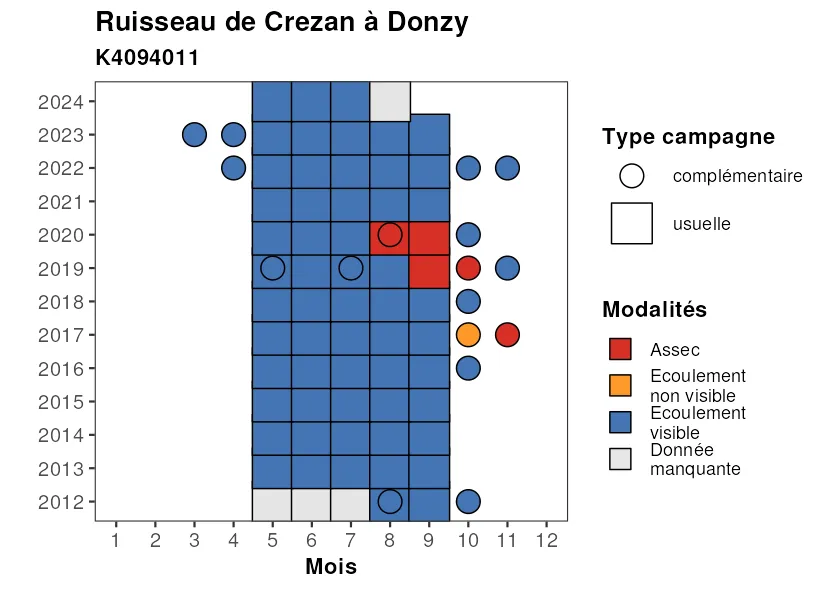 Ruisseau de Crezan à Donzy
K4094011
2024
2023
2022
2021
2020
2019
2018
2017
2016
2015
2014
2013
2012
1 2 3 4 5 6 7 8 9 10 11 12
Mois
Type campagne
complémentaire
usuelle
Modalités
Assec
Ecoulement
non visible
Ecoulement
visible
Donnée
manquante